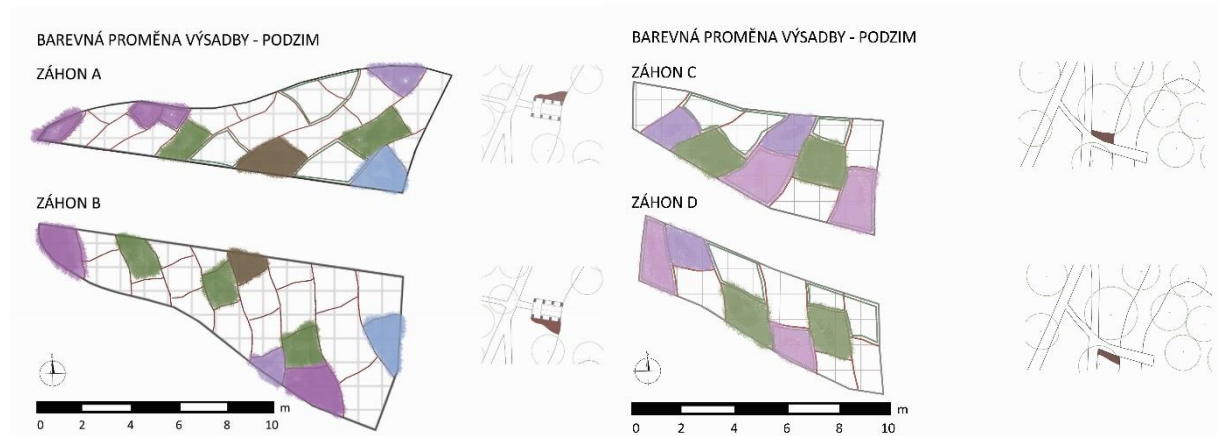 BAREVNÁ PROMĚNA VÝSADBY - PODZIM
ZÁHON A
ZÁHON B
m
0 2 4 6 8 10
BAREVNÁ PROMĚNA VÝSADBY - PODZIM
ZÁHON C
ZÁHON D
m
0 2 4 6 8 10